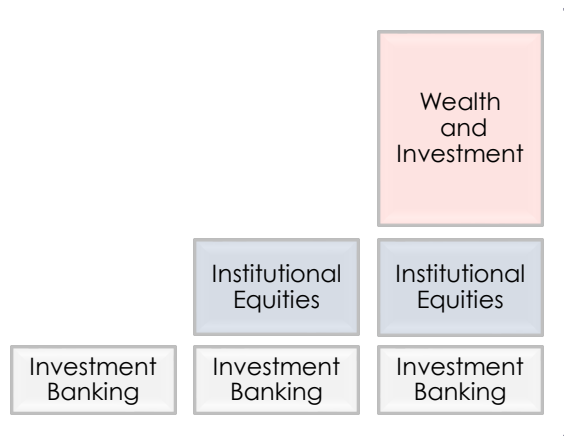 Wealth
and
Investment
Institutional
Equities
Institutional
Equities
Investment
Banking
Investment
Banking
Investment
Banking